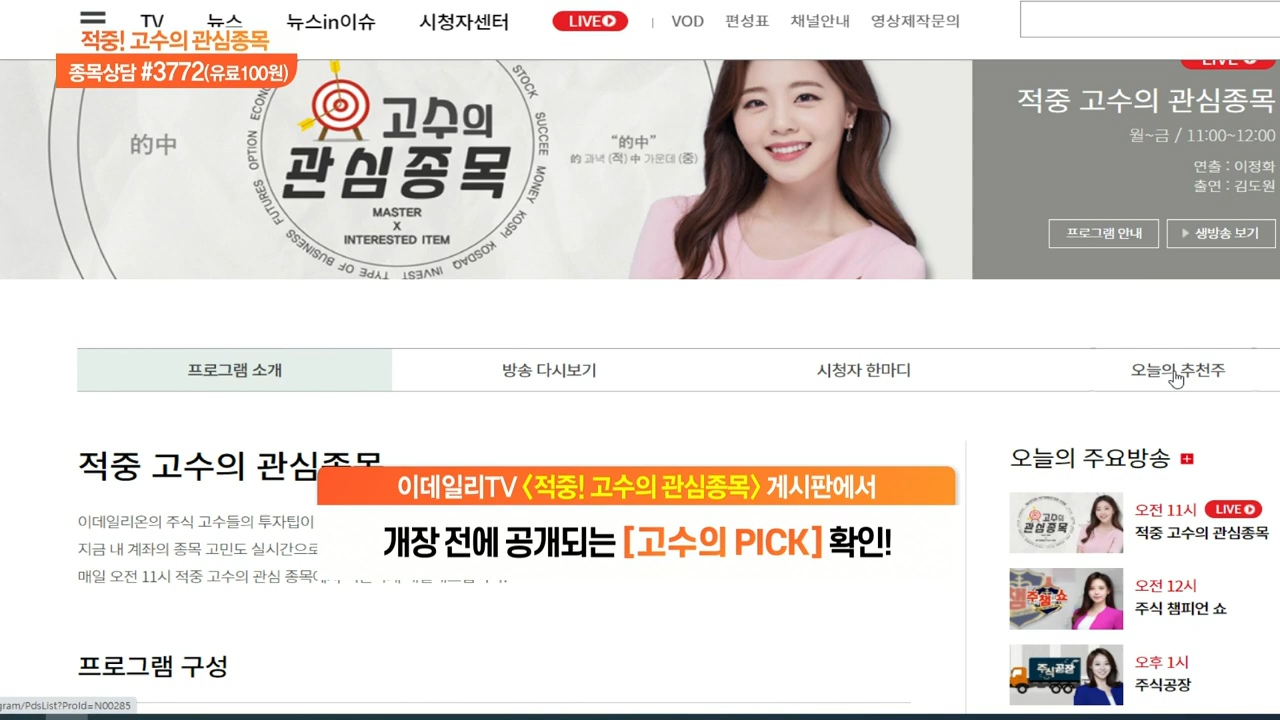 TV 뉴스 뉴스in이슈 시청자센터 LIVE VOD 편성표 채널안내 영상제작문의
적중! 고수의 관심종목
종목상담 #3772(유료100원)
LIVE
的中
고수의
관심종목
MASTER
X
INTERESTED ITEM
STOCK SUCCEE MONEY KOSPI KOSDAQ INVEST TYPE OF BUSINESS FUTURES OPTION ECONO
“的中”
的 과녁 (적) 中 가운데 (중)
적중 고수의 관심종목
월~금 / 11:00~12:00
연출 : 이정화
출연 : 김도원
프로그램 안내 생방송 보기
프로그램 소개 방송 다시보기 시청자 한마디 오늘의 추천주
적중 고수의 관심종목
이데일리TV〈적중! 고수의 관심종목〉게시판에서
개장 전에 공개되는 [고수의 PICK] 확인!
이데일리온의 주식 고수들의 투자팁이
지금 내 계좌의 종목 고민도 실시간으로
매일 오전 11시 적중 고수의 관심 종목
프로그램 구성
오늘의 주요방송
고수의
관심종목
오전 11시 LIVE
적중 고수의 관심종목
주챔쇼
오전 12시
주식 챔피언 쇼
주식공장
오후 1시
주식공장
gram/PdsList?ProId=N00285